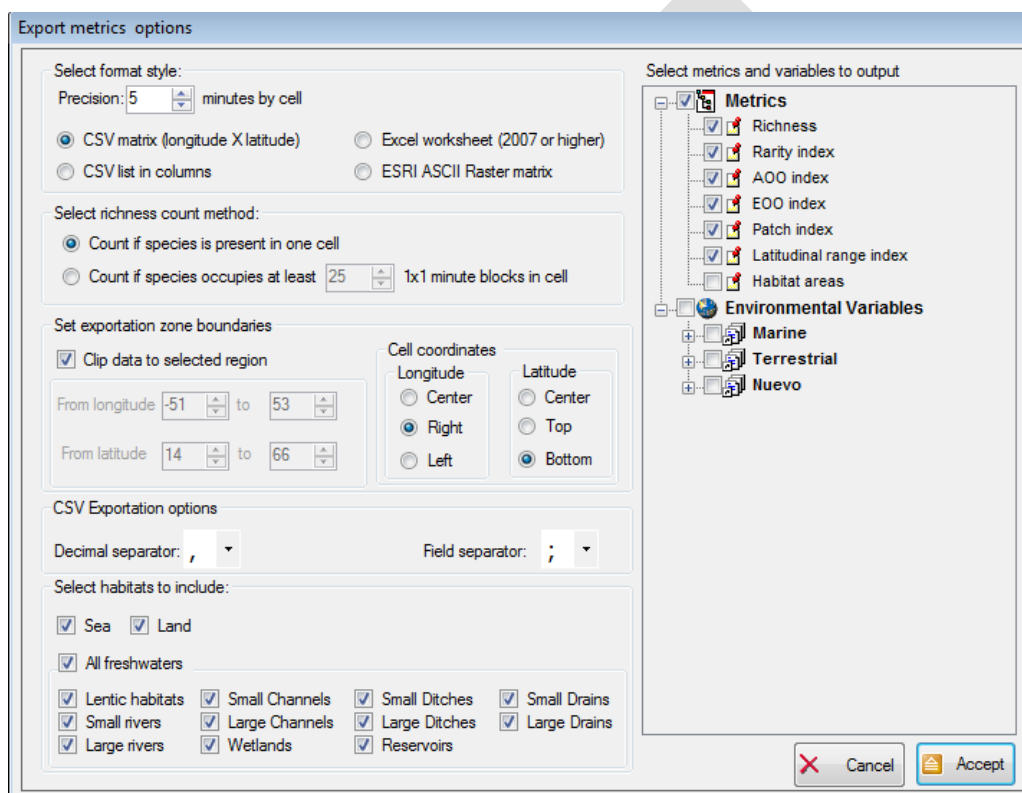 Export metrics options
Select format style:
Precision: 5 minutes by cell
CSV matrix (longitude X latitude) Excel worksheet (2007 or higher)
CSV list in columns ESRI ASCII Raster matrix
Select richness count method:
Count if species is present in one cell
Count if species occupies at least 25 1x1 minute blocks in cell
Set exportation zone boundaries
Clip data to selected region
From longitude -51 to 53
From latitude 14 to 66
Cell coordinates
Longitude
Center
Right
Left
Latitude
Center
Top
Bottom
CSV Exportation options
Decimal separator: , Field separator: ;
Select habitats to include:
Sea Land
All freshwaters
Lentic habitats Small Channels Small Ditches Small Drains
Small rivers Large Channels Large Ditches Large Drains
Large rivers Wetlands Reservoirs
Select metrics and variables to output
Metrics
Richness
Rarity index
AOO index
EOO index
Patch index
Latitudinal range index
Habitat areas
Environmental Variables
Marine
Terrestrial
Nuevo
Cancel Accept